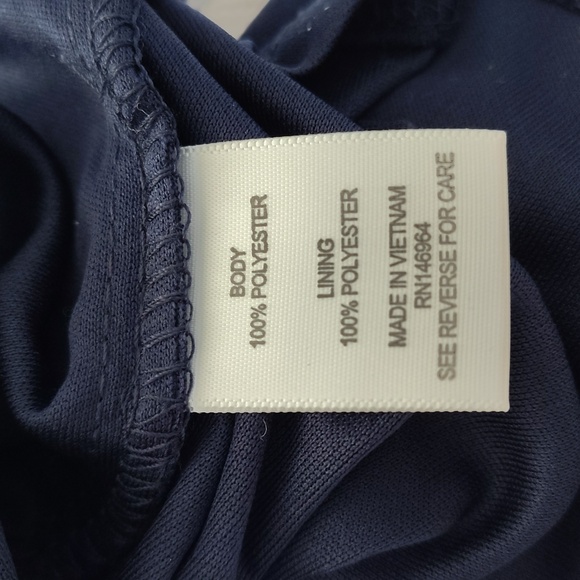 BODY
100% POLYESTER
LINING
100% POLYESTER
MADE IN VIETNAM
RN146964
SEE REVERSE FOR CARE